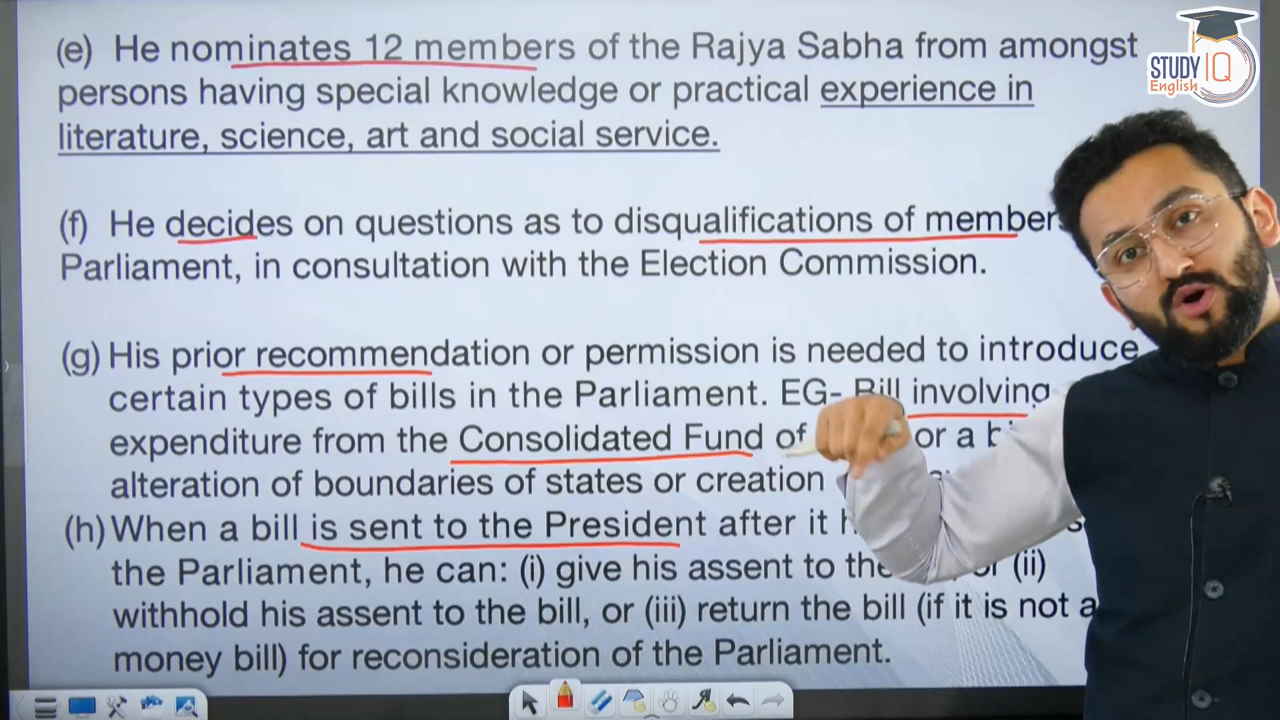 (e) He nominates 12 members of the Rajya Sabha from amongst
persons having special knowledge or practical experience in
literature, science, art and social service.
(f) He decides on questions as to disqualifications of member
Parliament, in consultation with the Election Commission.
(g) His prior recommendation or permission is needed to introduce
certain types of bills in the Parliament. EG- Bill involving
expenditure from the Consolidated Fund of or a
alteration of boundaries of states or creation
(h) When a bill is sent to the President after it
the Parliament, he can: (i) give his assent to the or (ii)
withhold his assent to the bill, or (iii) return the bill (if it is not a
money bill) for reconsideration of the Parliament.
STUDY IQ
English